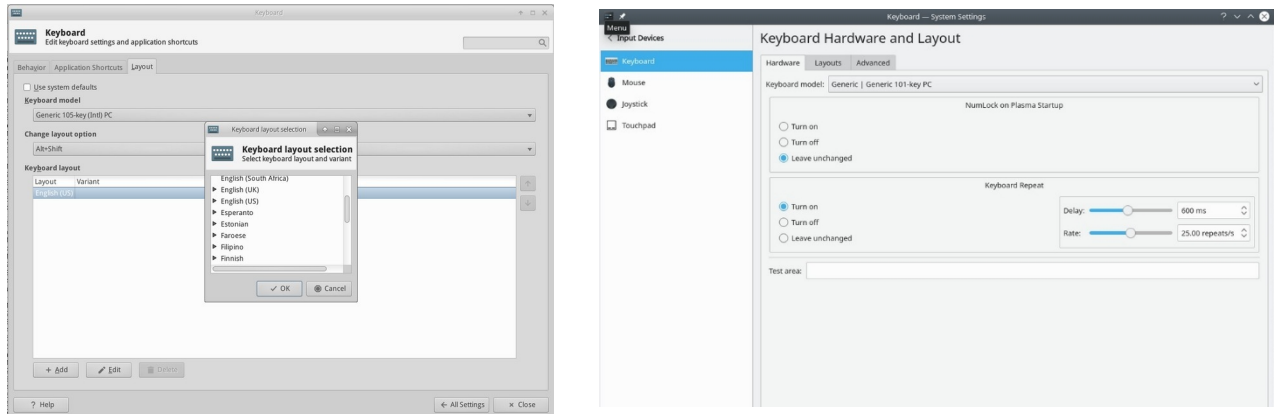 Keyboard
Keyboard
Edit keyboard settings and application shortcuts
Behavior Application Shortcuts Layout
Use system defaults
Keyboard model
Generic 105-key (Intl) PC
Change layout option
Alt+Shift
Keyboard layout
Layout Variant
English (US)
Keyboard layout selection
Keyboard layout selection
Select keyboard layout and variant
English (South Africa)
English (UK)
English (US)
Esperanto
Estonian
Faroese
Filipino
Finnish
OK Cancel
Add Edit Delete
? Help All Settings Close
Keyboard — System Settings
Menu
Input Devices
Keyboard
Mouse
Joystick
Touchpad
Keyboard Hardware and Layout
Hardware Layouts Advanced
Keyboard model: Generic | Generic 101-key PC
NumLock on Plasma Startup
Turn on
Turn off
Leave unchanged
Keyboard Repeat
Turn on
Turn off
Leave unchanged
Delay: 600 ms
Rate: 25.00 repeats/s
Test area: